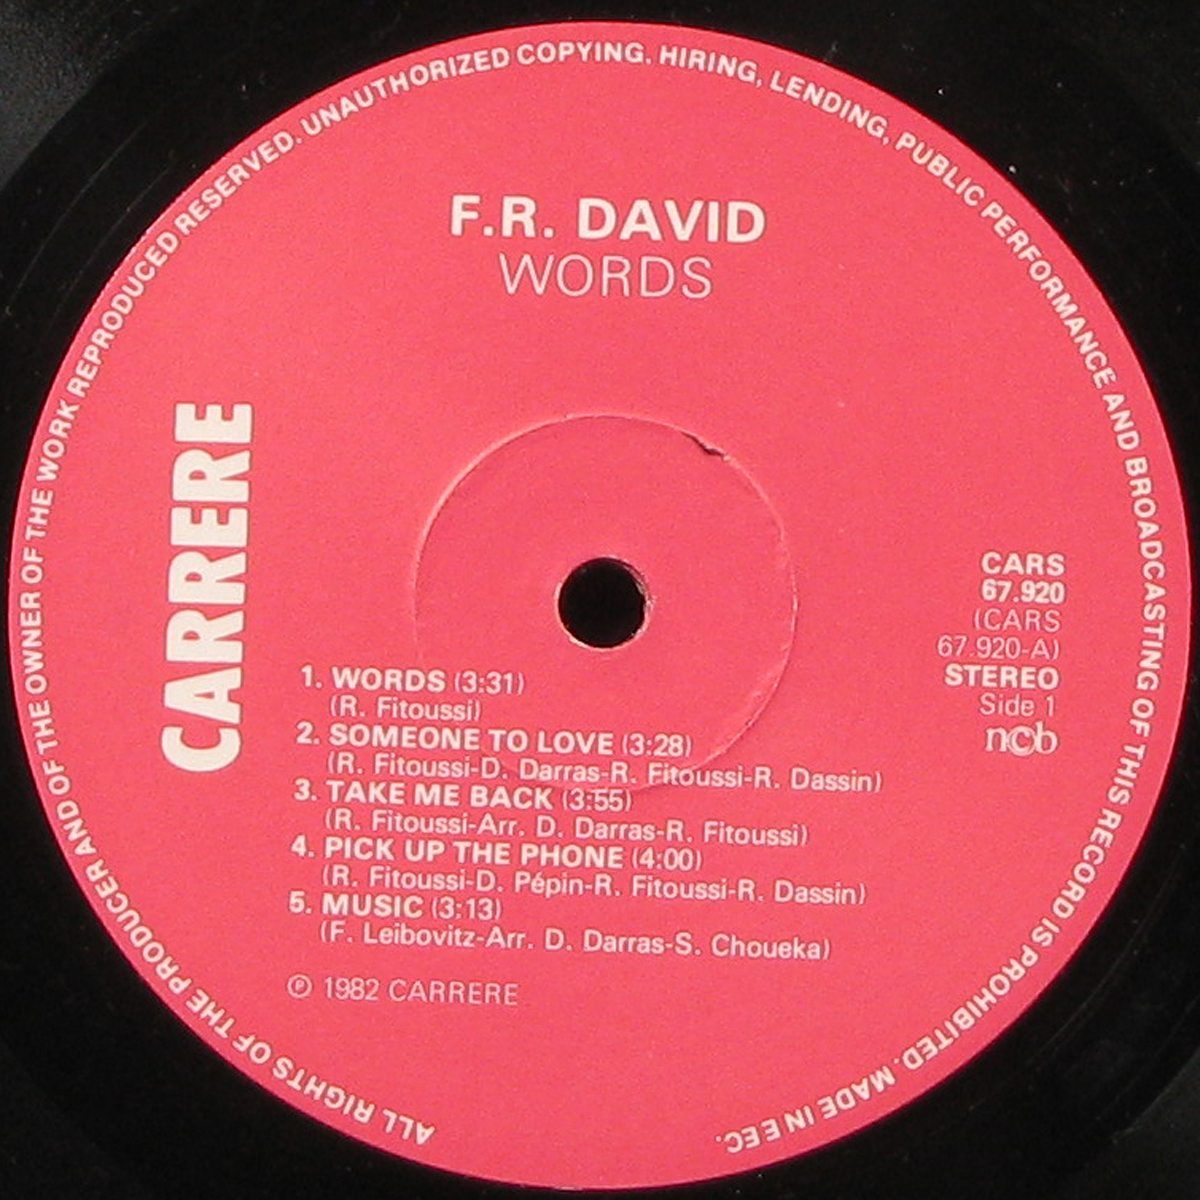 ALL RIGHTS OF THE PRODUCER AND OF THE OWNER OF THE WORK REPRODUCED RESERVED. UNAUTHORIZED COPYING, HIRING, LENDING, PUBLIC PERFORMANCE AND BROADCASTING OF THIS RECORD IS PROHIBITED. MADE IN EEC.
F.R. DAVID
WORDS
CARRERE
CARS
67.920
(CARS
67.920-A)
STEREO
Side 1
ncb
1. WORDS (3:31)
(R. Fitoussi)
2. SOMEONE TO LOVE (3:28)
(R. Fitoussi-D. Darras-R. Fitoussi-R. Dassin)
3. TAKE ME BACK (3:55)
(R. Fitoussi-Arr. D. Darras-R. Fitoussi)
4. PICK UP THE PHONE (4:00)
(R. Fitoussi-D. Pépin-R. Fitoussi-R. Dassin)
5. MUSIC (3:13)
(F. Leibovitz-Arr. D. Darras-S. Choueka)
℗ 1982 CARRERE